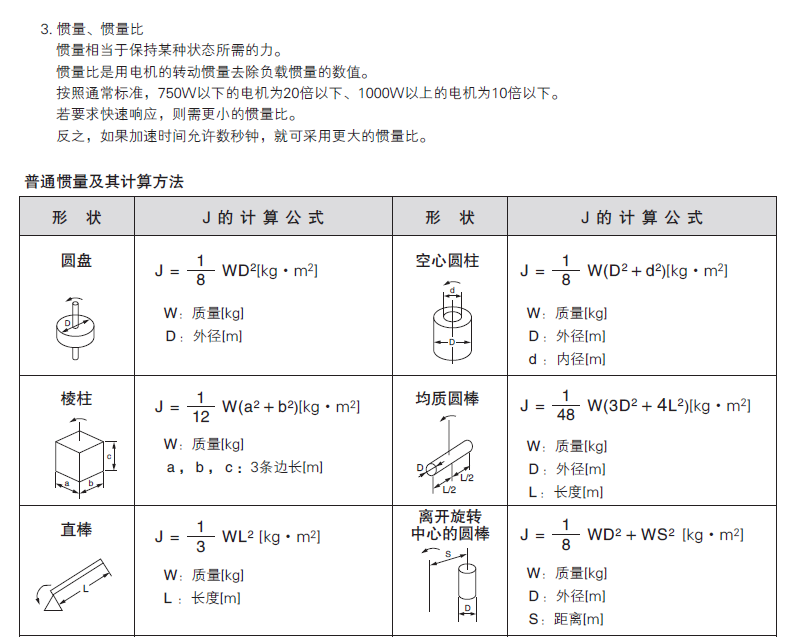 3. 惯量、惯量比
惯量相当于保持某种状态所需的力。
惯量比是用电机的转动惯量去除负载惯量的数值。
按照通常标准，750W以下的电机为20倍以下、1000W以上的电机为10倍以下。
若要求快速响应，则需更小的惯量比。
反之，如果加速时间允许数秒钟，就可采用更大的惯量比。
普通惯量及其计算方法
形 状
J 的 计 算 公 式
形 状
J 的 计 算 公 式
圆盘
D
J = 1/8 WD²[kg・m²]
W：质量[kg]
D：外径[m]
空心圆柱
d
D
J = 1/8 W(D²+d²)[kg・m²]
W：质量[kg]
D：外径[m]
d：内径[m]
棱柱
c
a
b
J = 1/12 W(a²+b²)[kg・m²]
W：质量[kg]
a，b，c：3条边长[m]
均质圆棒
D
L/2
L/2
J = 1/48 W(3D²+4L²)[kg・m²]
W：质量[kg]
D：外径[m]
L：长度[m]
直棒
L
J = 1/3 WL² [kg・m²]
W：质量[kg]
L：长度[m]
离开旋转
中心的圆棒
S
D
J = 1/8 WD²+WS² [kg・m²]
W：质量[kg]
D：外径[m]
S：距离[m]